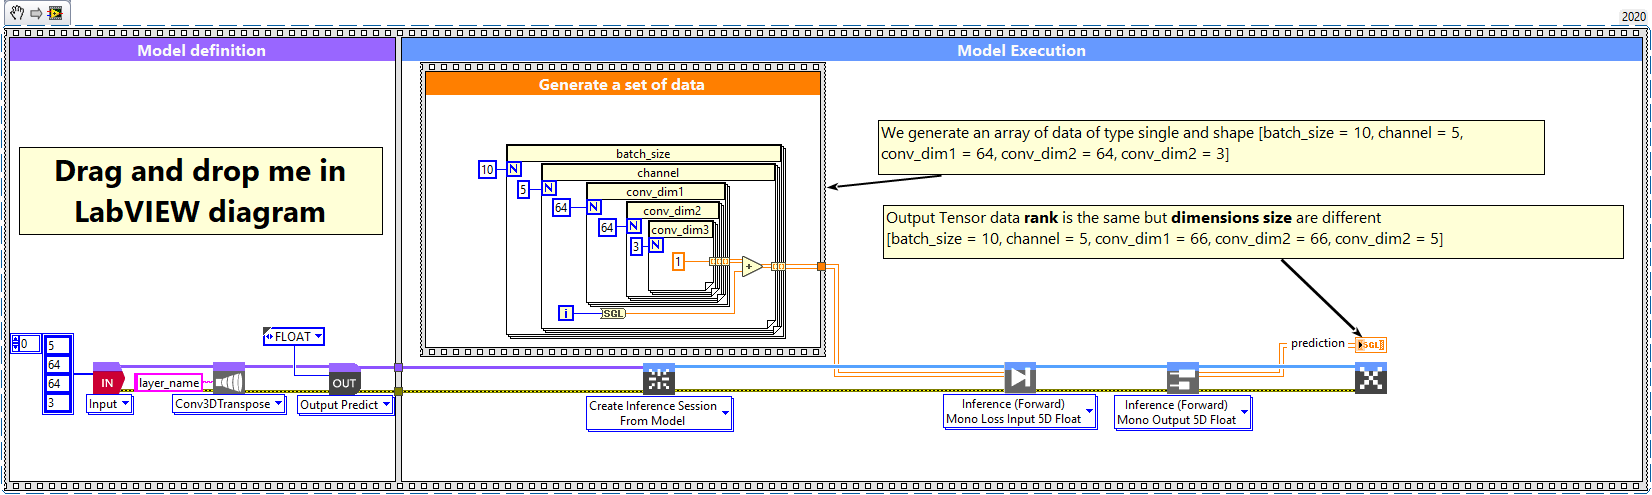 2020
Model definition
Model Execution
Generate a set of data
Drag and drop me in
LabVIEW diagram
We generate an array of data of type single and shape [batch_size = 10, channel = 5,
conv_dim1 = 64, conv_dim2 = 64, conv_dim2 = 3]
Output Tensor data rank is the same but dimensions size are different
[batch_size = 10, channel = 5, conv_dim1 = 66, conv_dim2 = 66, conv_dim2 = 5]
batch_size
10 N
channel
5 N
conv_dim1
64 N
conv_dim2
64 N
conv_dim3
3 N
1
+
i
SGL
0
5
64
64
3
IN
Input
layer_name
Conv3DTranspose
FLOAT
OUT
Output Predict
Create Inference Session
From Model
Inference (Forward)
Mono Loss Input 5D Float
Inference (Forward)
Mono Output 5D Float
prediction
SGL